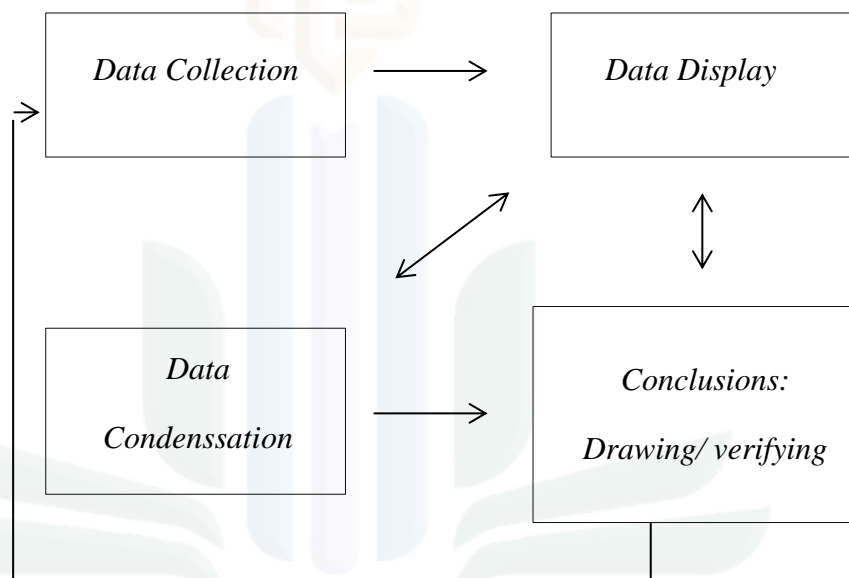 Data Collection
Data Display
Data
Condenssation
Conclusions:
Drawing/ verifying